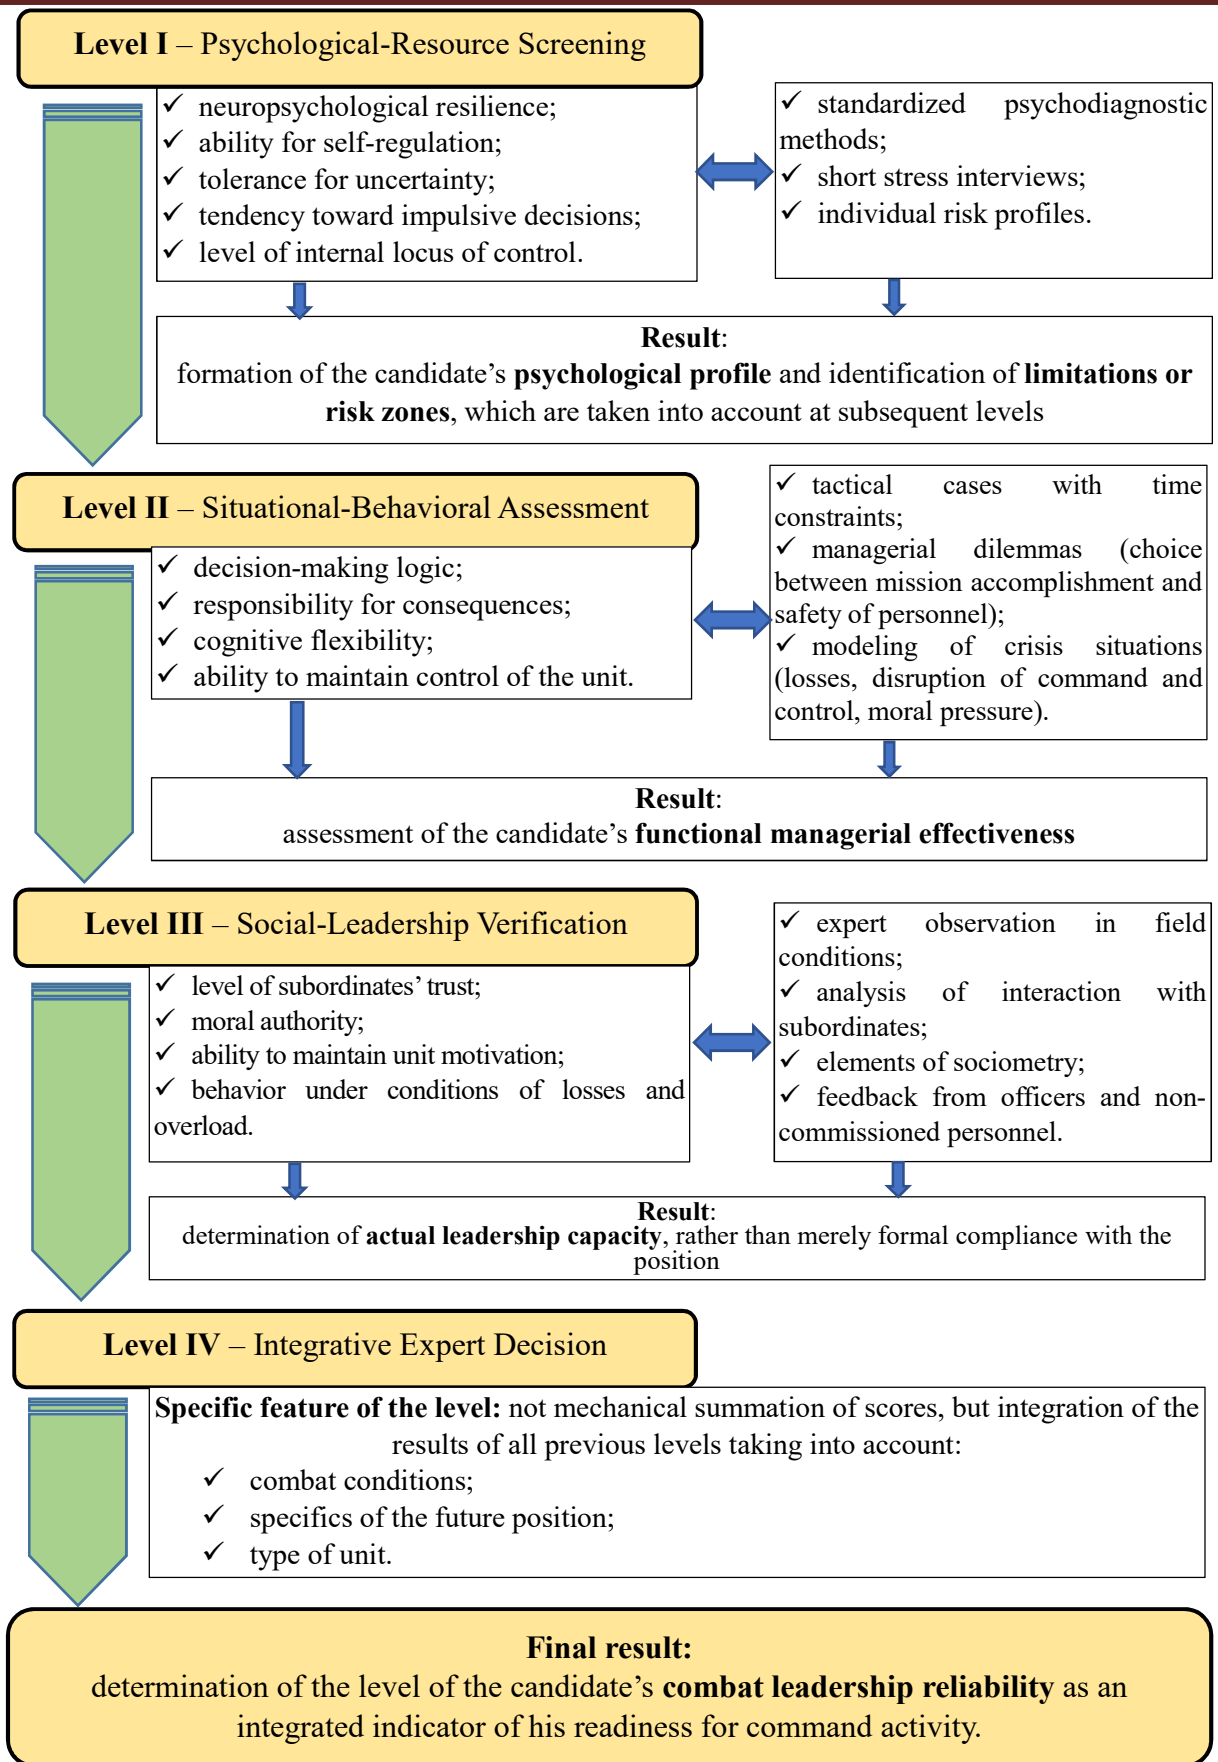 Level I – Psychological-Resource Screening
✓ neuropsychological resilience;
✓ ability for self-regulation;
✓ tolerance for uncertainty;
✓ tendency toward impulsive decisions;
✓ level of internal locus of control.
✓ standardized psychodiagnostic
methods;
✓ short stress interviews;
✓ individual risk profiles.
Result:
formation of the candidate’s psychological profile and identification of limitations or
risk zones, which are taken into account at subsequent levels
Level II – Situational-Behavioral Assessment
✓ decision-making logic;
✓ responsibility for consequences;
✓ cognitive flexibility;
✓ ability to maintain control of the unit.
✓ tactical cases with time
constraints;
✓ managerial dilemmas (choice
between mission accomplishment and
safety of personnel);
✓ modeling of crisis situations
(losses, disruption of command and
control, moral pressure).
Result:
assessment of the candidate’s functional managerial effectiveness
Level III – Social-Leadership Verification
✓ level of subordinates’ trust;
✓ moral authority;
✓ ability to maintain unit motivation;
✓ behavior under conditions of losses and
overload.
✓ expert observation in field
conditions;
✓ analysis of interaction with
subordinates;
✓ elements of sociometry;
✓ feedback from officers and non-
commissioned personnel.
Result:
determination of actual leadership capacity, rather than merely formal compliance with the
position
Level IV – Integrative Expert Decision
Specific feature of the level: not mechanical summation of scores, but integration of the
results of all previous levels taking into account:
✓ combat conditions;
✓ specifics of the future position;
✓ type of unit.
Final result:
determination of the level of the candidate’s combat leadership reliability as an
integrated indicator of his readiness for command activity.